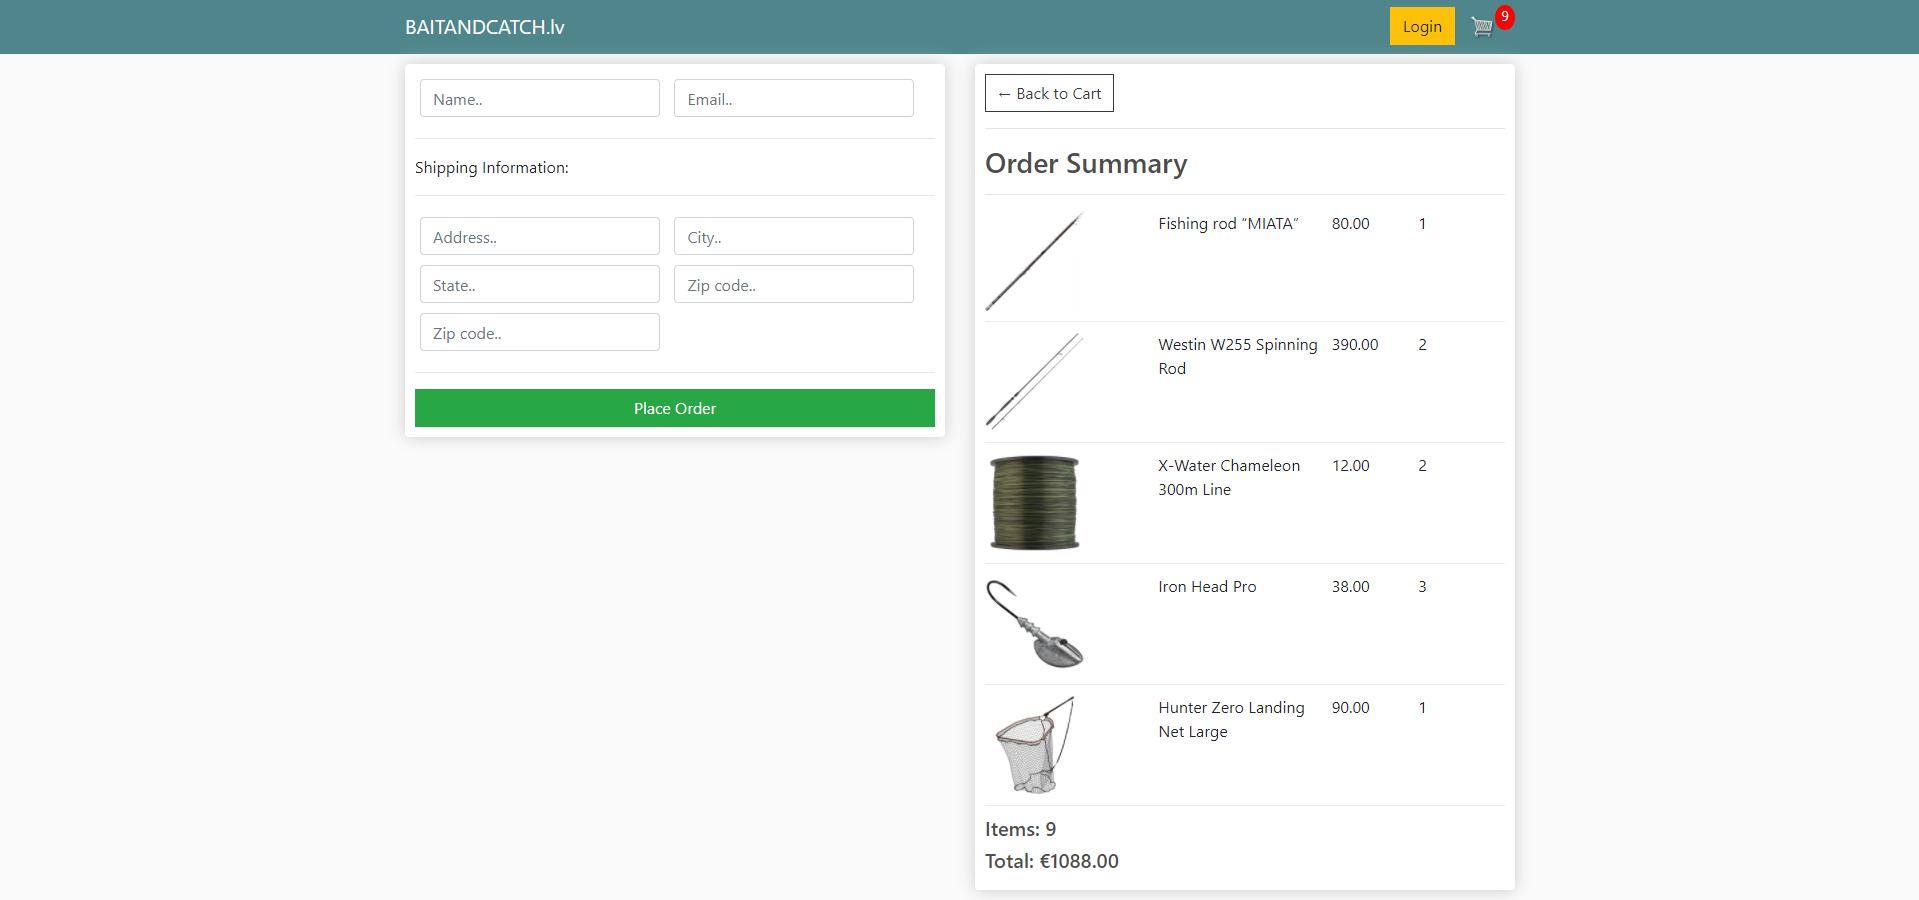 BAITANDCATCH.lv
Login
9
Name..
Email..
Shipping Information:
Address..
City..
State..
Zip code..
Zip code..
Place Order
← Back to Cart
Order Summary
Fishing rod “MIATA” 80.00 1
Westin W255 Spinning 390.00 2
Rod
X-Water Chameleon 12.00 2
300m Line
Iron Head Pro 38.00 3
Hunter Zero Landing 90.00 1
Net Large
Items: 9
Total: €1088.00